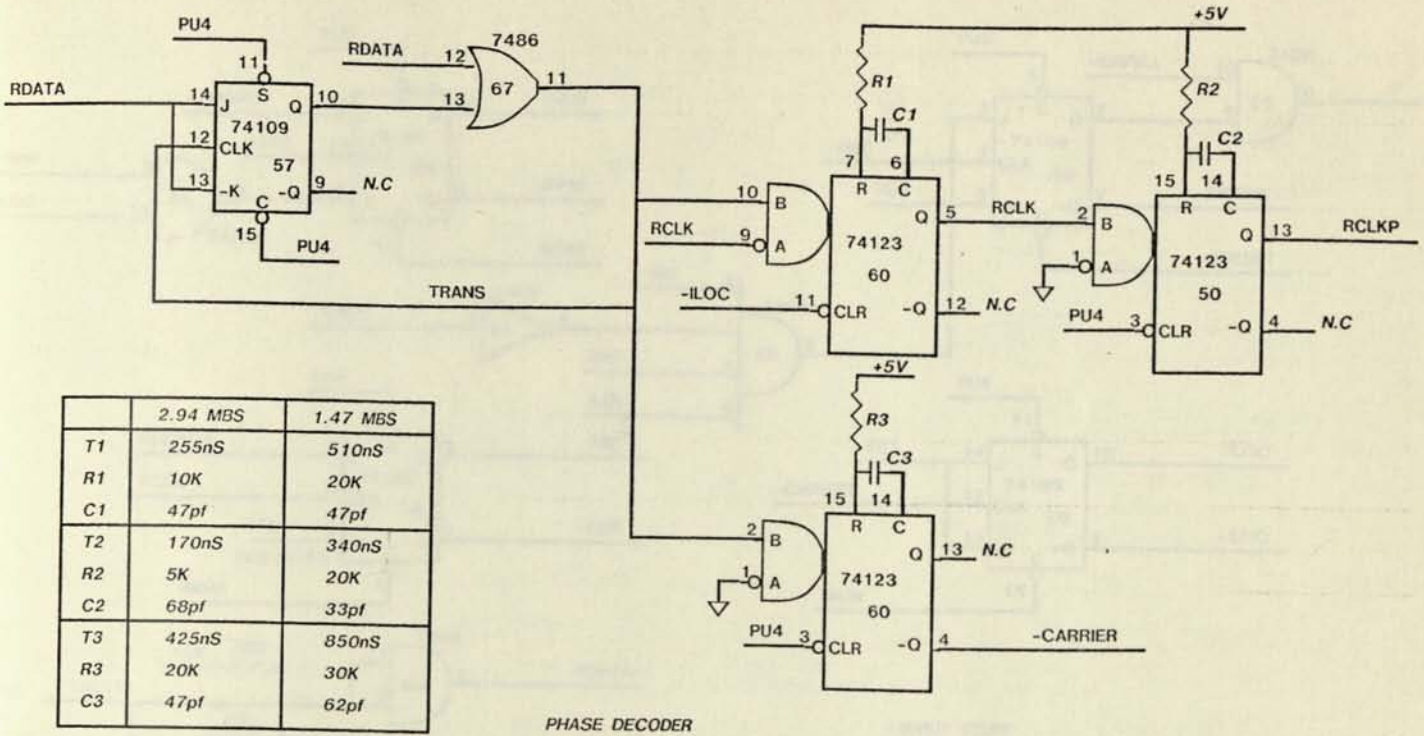 PU4
11
S
RDATA
14
J
Q
10
74109
12
CLK
57
13
-K
-Q
9
N.C
C
15
PU4
7486
RDATA
12
67
13
11
TRANS
+5V
R1
C1
7
6
R
C
10
B
RCLK
9
A
Q
5
RCLK
74123
60
-ILOC
11
CLR
-Q
12
N.C
R2
C2
15
14
R
C
2
B
1
A
Q
13
RCLKP
74123
50
PU4
3
CLR
-Q
4
N.C
+5V
R3
C3
15
14
R
C
2
B
1
A
Q
13
N.C
74123
60
PU4
3
CLR
-Q
4
-CARRIER
2.94 MBS 1.47 MBS
T1 255nS 510nS
R1 10K 20K
C1 47pf 47pf
T2 170nS 340nS
R2 5K 20K
C2 68pf 33pf
T3 425nS 850nS
R3 20K 30K
C3 47pf 62pf
PHASE DECODER